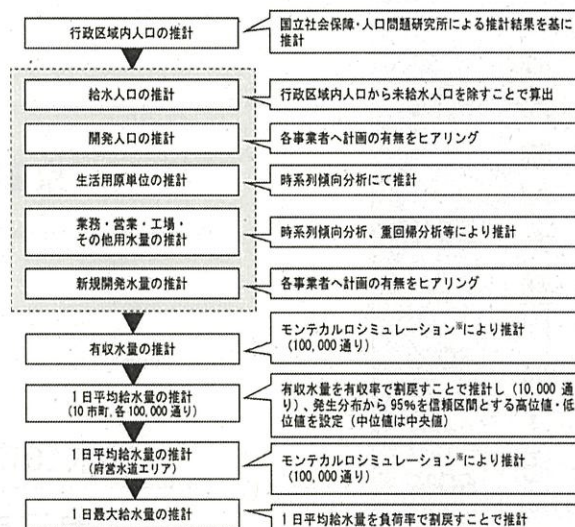 行政区域内人口の推計
国立社会保障・人口問題研究所による推計結果を基に
推計
給水人口の推計
行政区域内人口から未給水人口を除すことで算出
開発人口の推計
各事業者へ計画の有無をヒアリング
生活用原単位の推計
時系列傾向分析にて推計
業務・営業・工場・
その他用水量の推計
時系列傾向分析、重回帰分析等により推計
新規開発水量の推計
各事業者へ計画の有無をヒアリング
有収水量の推計
モンテカルロシミュレーション※により推計
(100,000通り)
1日平均給水量の推計
(10市町,各100,000通り)
有収水量を有収率で割戻すことで推計し(10,000通
り)、発生分布から95%を信頼区間とする高位値・低
位値を設定(中位値は中央値)
1日平均給水量の推計
(府営水道エリア)
モンテカルロシミュレーション※により推計
(100,000通り)
1日最大給水量の推計
1日平均給水量を負荷率で割戻すことで推計